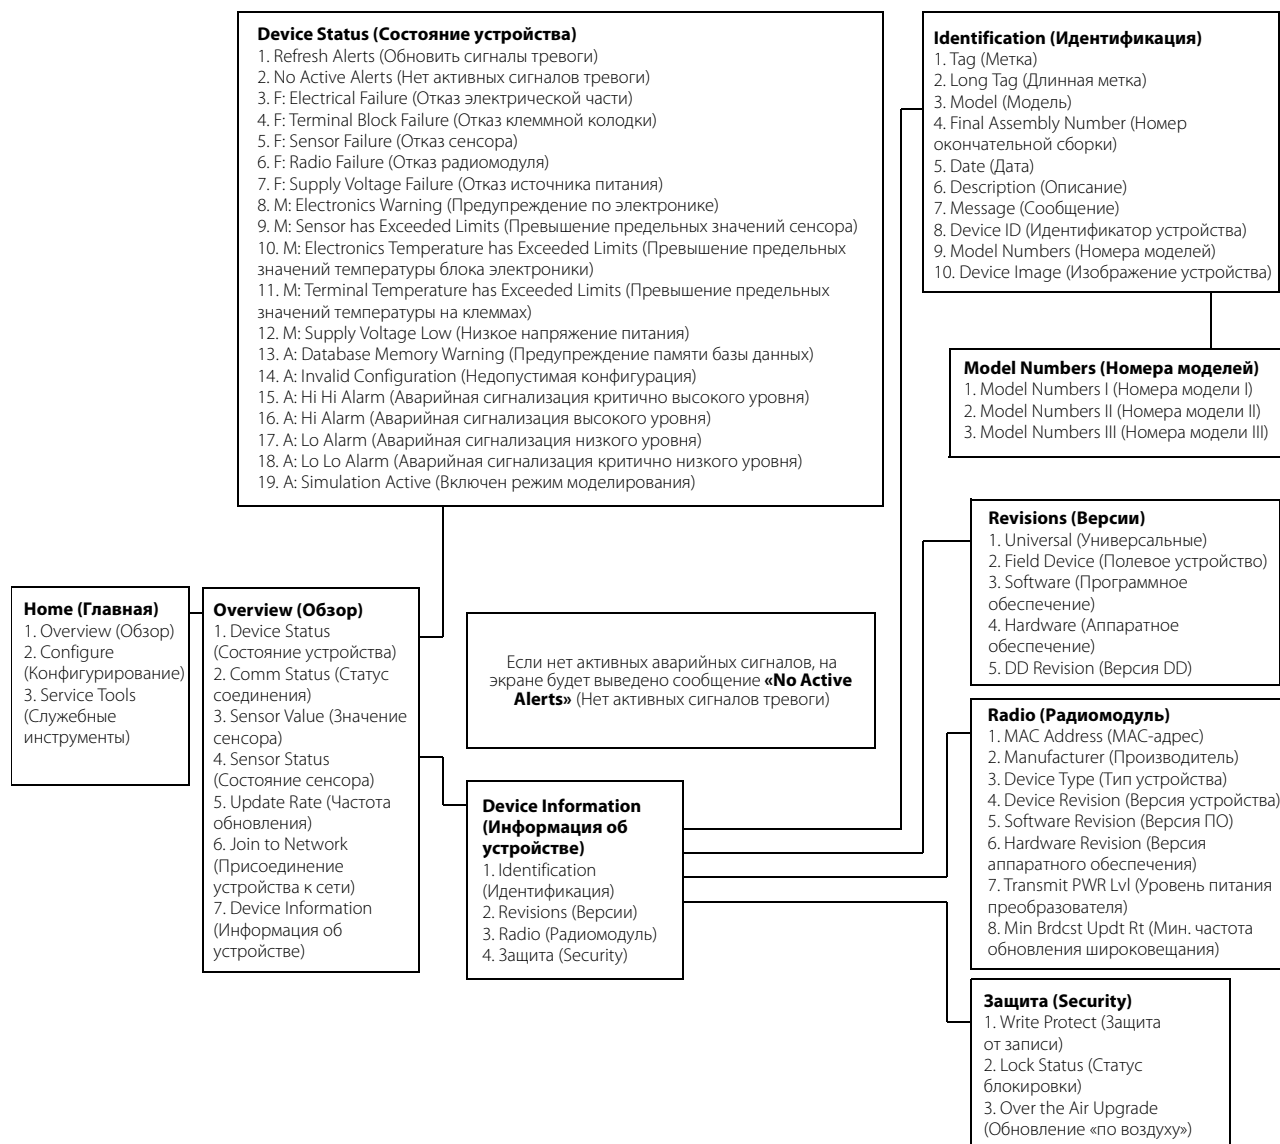 Device Status (Состояние устройства)
1. Refresh Alerts (Обновить сигналы тревоги)
2. No Active Alerts (Нет активных сигналов тревоги)
3. F: Electrical Failure (Отказ электрической части)
4. F: Terminal Block Failure (Отказ клеммной колодки)
5. F: Sensor Failure (Отказ сенсора)
6. F: Radio Failure (Отказ радиомодуля)
7. F: Supply Voltage Failure (Отказ источника питания)
8. M: Electronics Warning (Предупреждение по электронике)
9. M: Sensor has Exceeded Limits (Превышение предельных значений сенсора)
10. M: Electronics Temperature has Exceeded Limits (Превышение предельных
значений температуры блока электроники)
11. M: Terminal Temperature has Exceeded Limits (Превышение предельных
значений температуры на клеммах)
12. M: Supply Voltage Low (Низкое напряжение питания)
13. A: Database Memory Warning (Предупреждение памяти базы данных)
14. A: Invalid Configuration (Недопустимая конфигурация)
15. A: Hi Hi Alarm (Аварийная сигнализация критично высокого уровня)
16. A: Hi Alarm (Аварийная сигнализация высокого уровня)
17. A: Lo Alarm (Аварийная сигнализация низкого уровня)
18. A: Lo Lo Alarm (Аварийная сигнализация критично низкого уровня)
19. A: Simulation Active (Включен режим моделирования)
Identification (Идентификация)
1. Tag (Метка)
2. Long Tag (Длинная метка)
3. Model (Модель)
4. Final Assembly Number (Номер
окончательной сборки)
5. Date (Дата)
6. Description (Описание)
7. Message (Сообщение)
8. Device ID (Идентификатор устройства)
9. Model Numbers (Номера моделей)
10. Device Image (Изображение устройства)
Model Numbers (Номера моделей)
1. Model Numbers I (Номера модели I)
2. Model Numbers II (Номера модели II)
3. Model Numbers III (Номера модели III)
Home (Главная)
1. Overview (Обзор)
2. Configure
(Конфигурирование)
3. Service Tools
(Служебные
инструменты)
Overview (Обзор)
1. Device Status
(Состояние устройства)
2. Comm Status (Статус
соединения)
3. Sensor Value (Значение
сенсора)
4. Sensor Status
(Состояние сенсора)
5. Update Rate (Частота
обновления)
6. Join to Network
(Присоединение
устройства к сети)
7. Device Information
(Информация об
устройстве)
Если нет активных аварийных сигналов, на
экране будет выведено сообщение «No Active
Alerts» (Нет активных сигналов тревоги)
Device Information
(Информация об
устройстве)
1. Identification
(Идентификация)
2. Revisions (Версии)
3. Radio (Радиомодуль)
4. Защита (Security)
Revisions (Версии)
1. Universal (Универсальные)
2. Field Device (Полевое устройство)
3. Software (Программное
обеспечение)
4. Hardware (Аппаратное
обеспечение)
5. DD Revision (Версия DD)
Radio (Радиомодуль)
1. MAC Address (MAC-адрес)
2. Manufacturer (Производитель)
3. Device Type (Тип устройства)
4. Device Revision (Версия устройства)
5. Software Revision (Версия ПО)
6. Hardware Revision (Версия
аппаратного обеспечения)
7. Transmit PWR Lvl (Уровень питания
преобразователя)
8. Min Brdcst Updt Rt (Мин. частота
обновления широковещания)
Защита (Security)
1. Write Protect (Защита
от записи)
2. Lock Status (Статус
блокировки)
3. Over the Air Upgrade
(Обновление «по воздуху»)